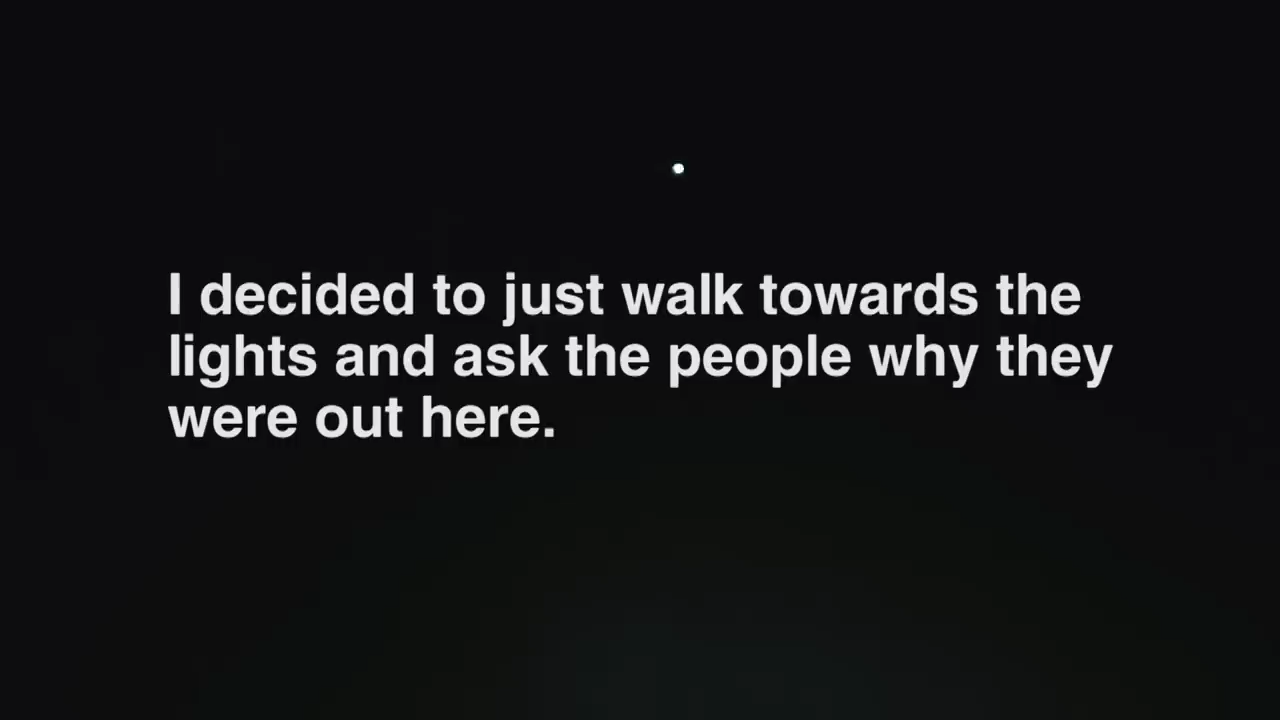 I decided to just walk towards the
lights and ask the people why they
were out here.